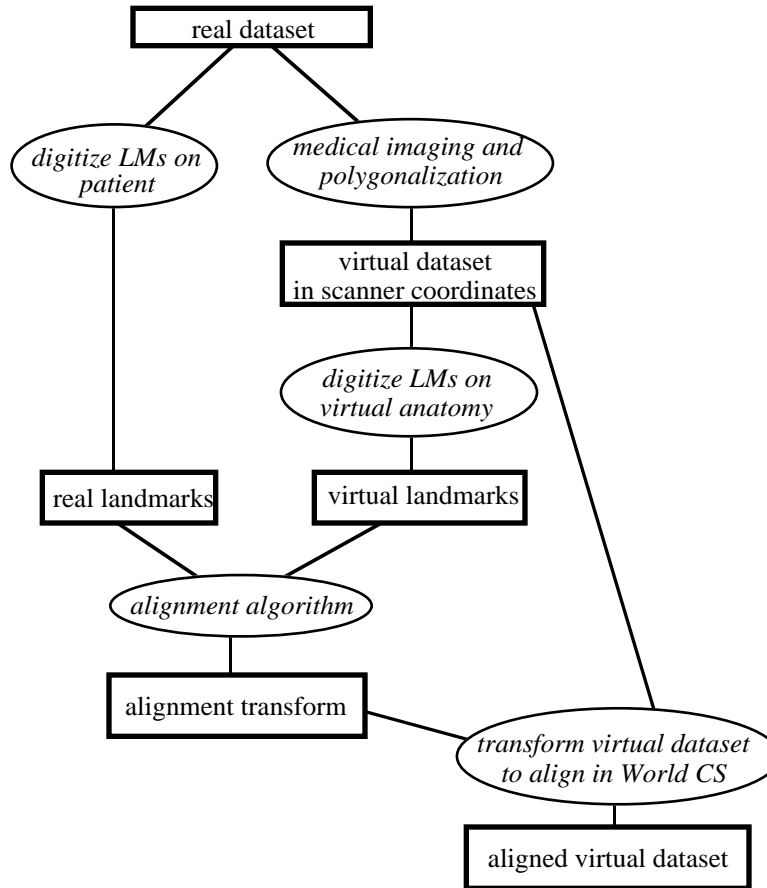 real dataset
digitize LMs on
patient
medical imaging and
polygonalization
virtual dataset
in scanner coordinates
digitize LMs on
virtual anatomy
real landmarks
virtual landmarks
alignment algorithm
alignment transform
transform virtual dataset
to align in World CS
aligned virtual dataset